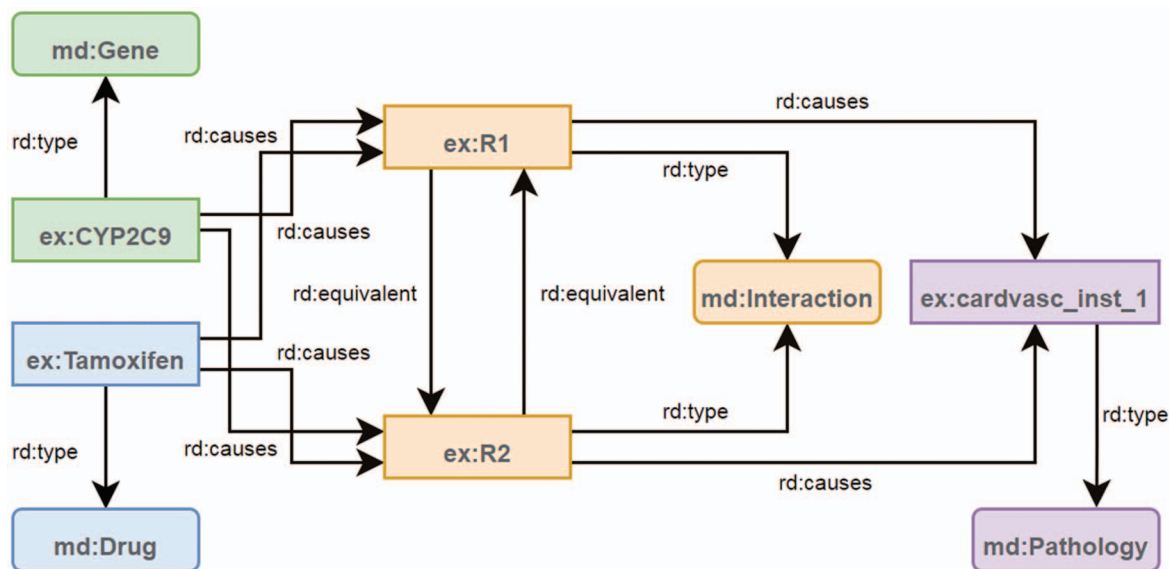 md:Gene
rd:causes
rd:type
rd:causes
ex:R1
rd:type
ex:CYP2C9
rd:causes
rd:equivalent
rd:equivalent
md:Interaction
ex:cardvasc_inst_1
ex:Tamoxifen
rd:causes
rd:type
rd:type
rd:causes
ex:R2
rd:type
rd:causes
md:Drug
md:Pathology